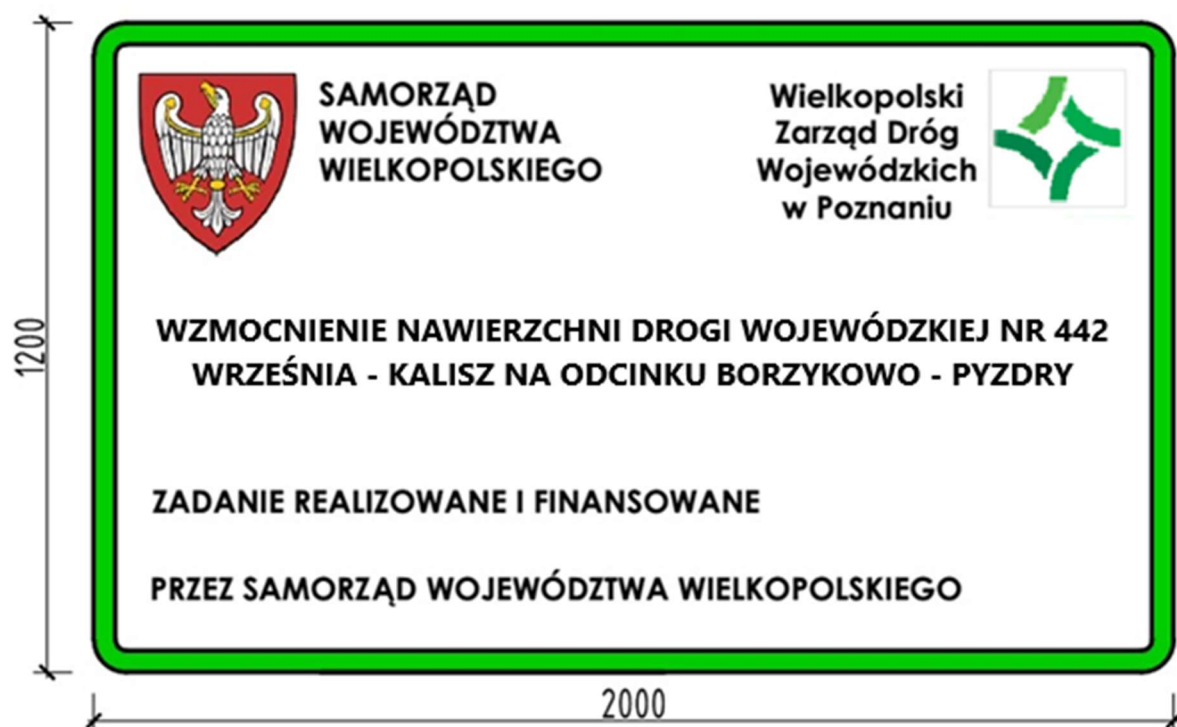 SAMORZĄD
WOJEWÓDZTWA
WIELKOPOLSKIEGO
Wielkopolski
Zarząd Dróg
Wojewódzkich
w Poznaniu
WZMOCNIENIE NAWIERZCHNI DROGI WOJEWÓDZKIEJ NR 442
WRZEŚNIA - KALISZ NA ODCINKU BORZYKOWO - PYZDRY
ZADANIE REALIZOWANE I FINANSOWANE
PRZEZ SAMORZĄD WOJEWÓDZTWA WIELKOPOLSKIEGO
1200
2000